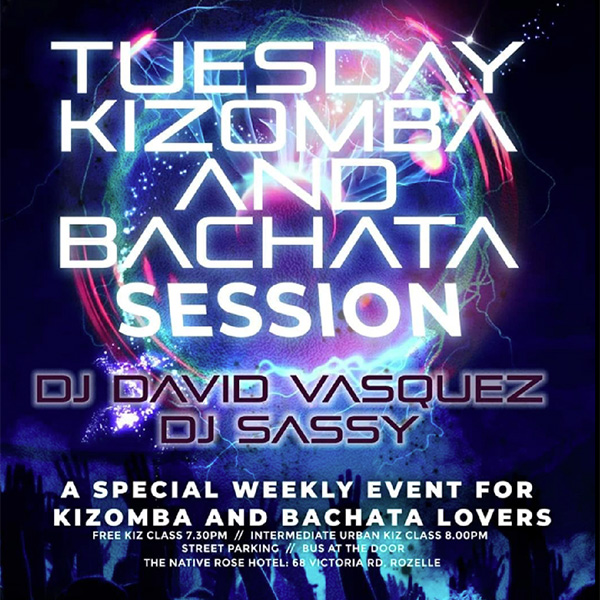 TUESDAY
KIZOMBA
AND
BACHATA
SESSION
DJ DAVID VASQUEZ
DJ SASSY
A SPECIAL WEEKLY EVENT FOR
KIZOMBA AND BACHATA LOVERS
FREE KIZ CLASS 7.30PM // INTERMEDIATE URBAN KIZ CLASS 8.00PM
STREET PARKING // BUS AT THE DOOR
THE NATIVE ROSE HOTEL: 68 VICTORIA RD. ROZELLE